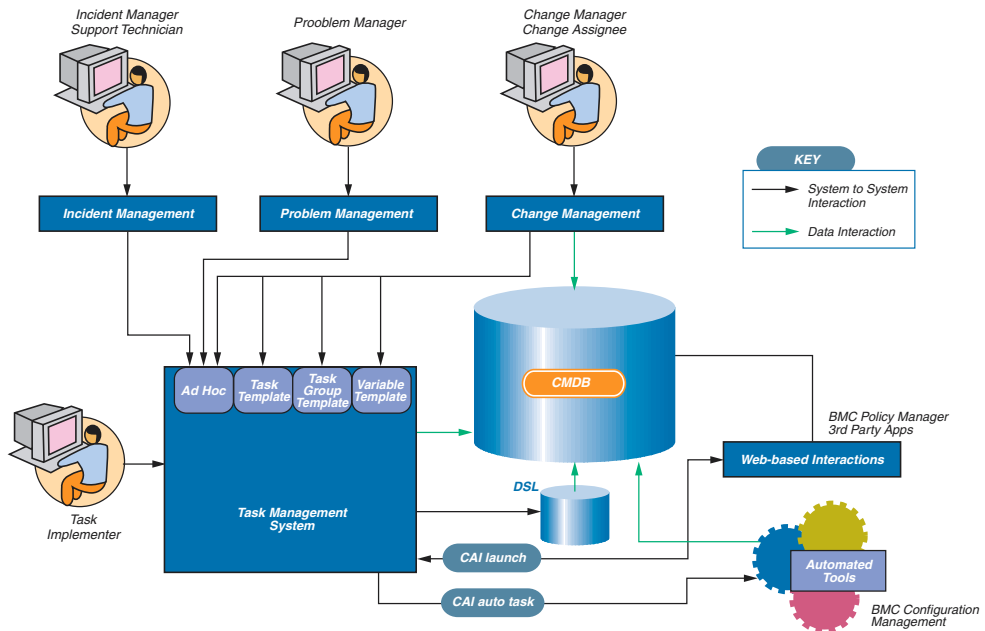 Incident Manager
Support Technician
Prooblem Manager
Change Manager
Change Assignee
KEY
System to System
Interaction
Data Interaction
Incident Management
Problem Management
Change Management
Ad Hoc
Task
Template
Task
Group
Template
Variable
Template
CMDB
BMC Policy Manager
3rd Party Apps
Web-based Interactions
Task
Implementer
Task Management
System
DSL
CAI launch
CAI auto task
Automated
Tools
BMC Configuration
Management